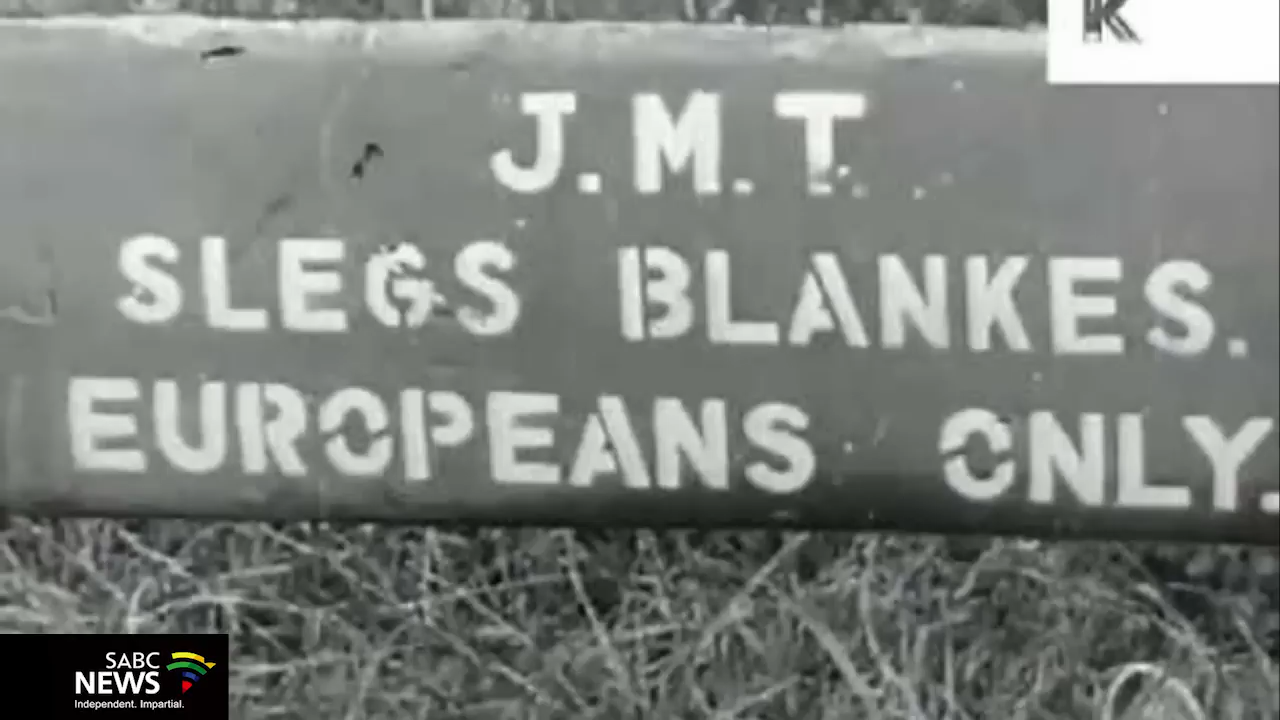 K
J.M.T.
SLEGS BLANKES.
EUROPEANS ONLY.
SABC
NEWS
Independent. Impartial.